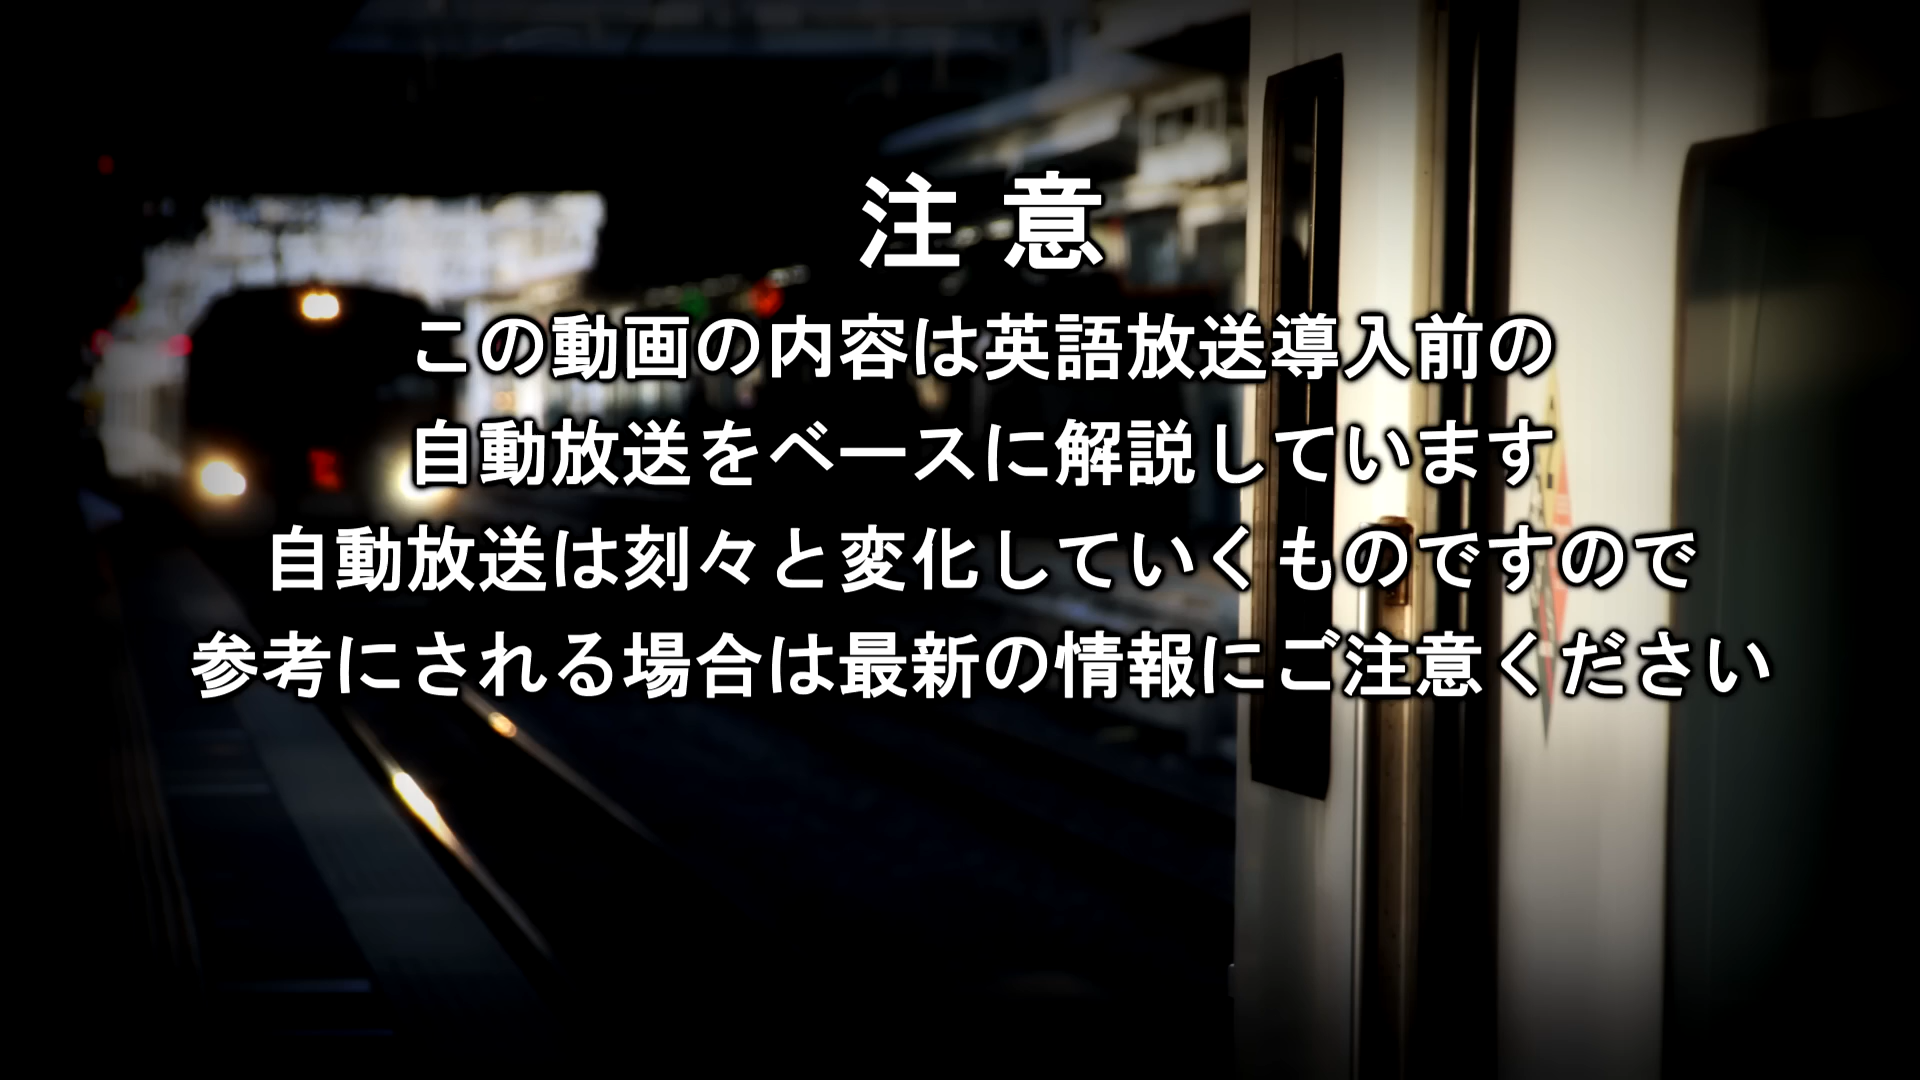 注意
この動画の内容は英語放送導入前の
自動放送をベースに解説しています
自動放送は刻々と変化していくものですので
参考にされる場合は最新の情報にご注意ください